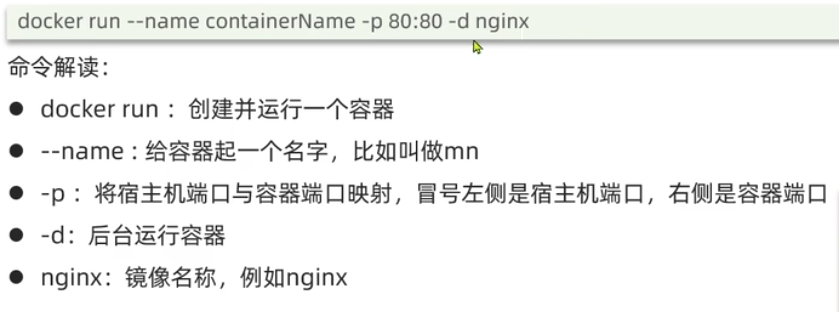 docker run --name containerName -p 80:80 -d nginx
命令解读：
● docker run ：创建并运行一个容器
● --name : 给容器起一个名字，比如叫做mn
● -p ：将宿主机端口与容器端口映射，冒号左侧是宿主机端口，右侧是容器端口
● -d：后台运行容器
● nginx：镜像名称，例如nginx